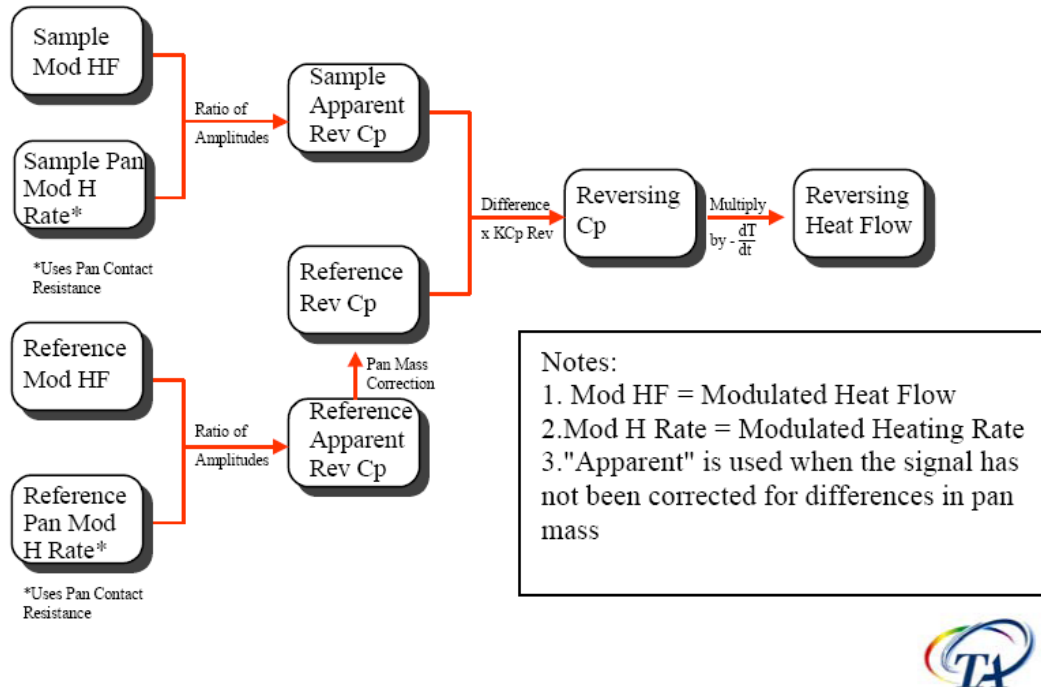 Sample
Mod HF
Sample Pan
Mod H
Rate*
*Uses Pan Contact
Resistance
Ratio of
Amplitudes
Sample
Apparent
Rev Cp
Reference
Rev Cp
Pan Mass
Correction
Reference
Mod HF
Reference
Pan Mod
H Rate*
*Uses Pan Contact
Resistance
Ratio of
Amplitudes
Reference
Apparent
Rev Cp
Difference
x KCp Rev
Reversing
Cp
Multiply
by - dT
dt
Reversing
Heat Flow
Notes:
1. Mod HF = Modulated Heat Flow
2.Mod H Rate = Modulated Heating Rate
3."Apparent" is used when the signal has
not been corrected for differences in pan
mass
TA